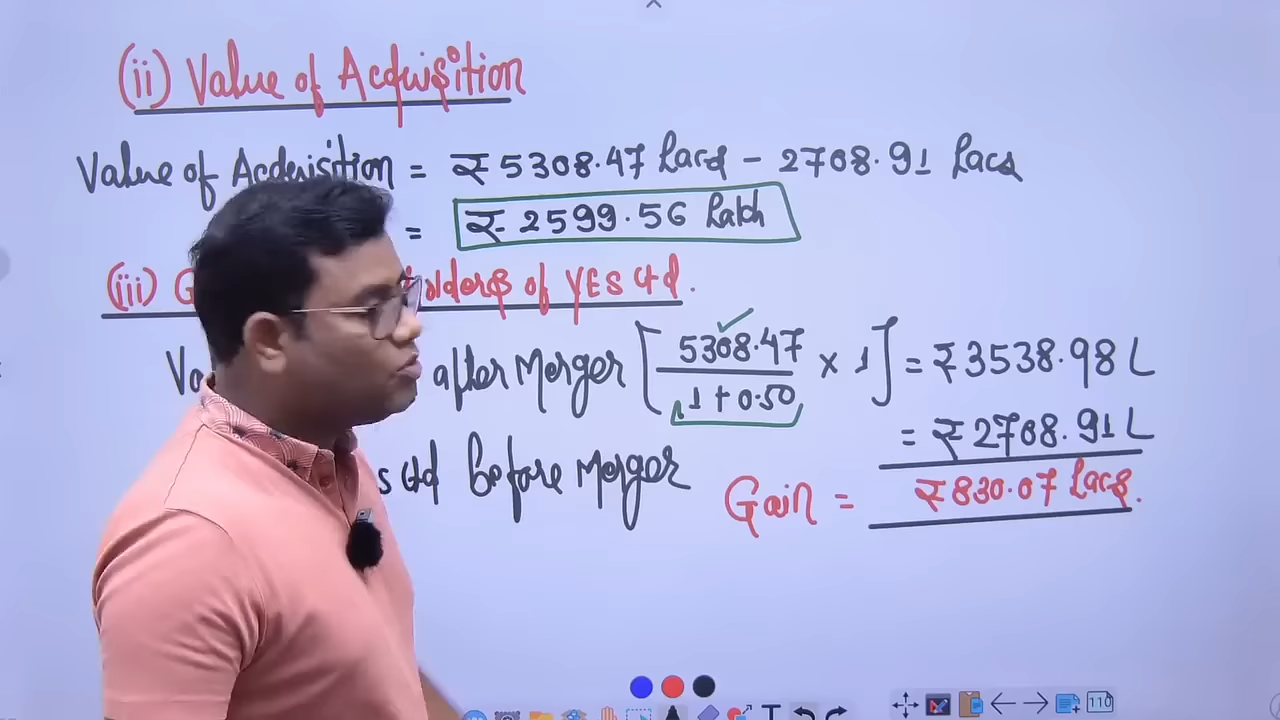 (ii) Value of Acquisition
Value of Acquisition = ₹ 5308.47 Lacs - 2708.91 Lacs
= ₹ 2599.56 Lakh
(iii) G of YES Ltd.
Va after Merger [ 5308.47 / 1 + 0.50 × 1 ] = ₹ 3538.98 L
Ltd before Merger = ₹ 2708.91 L
Gain = ₹ 830.07 Lacs.
110